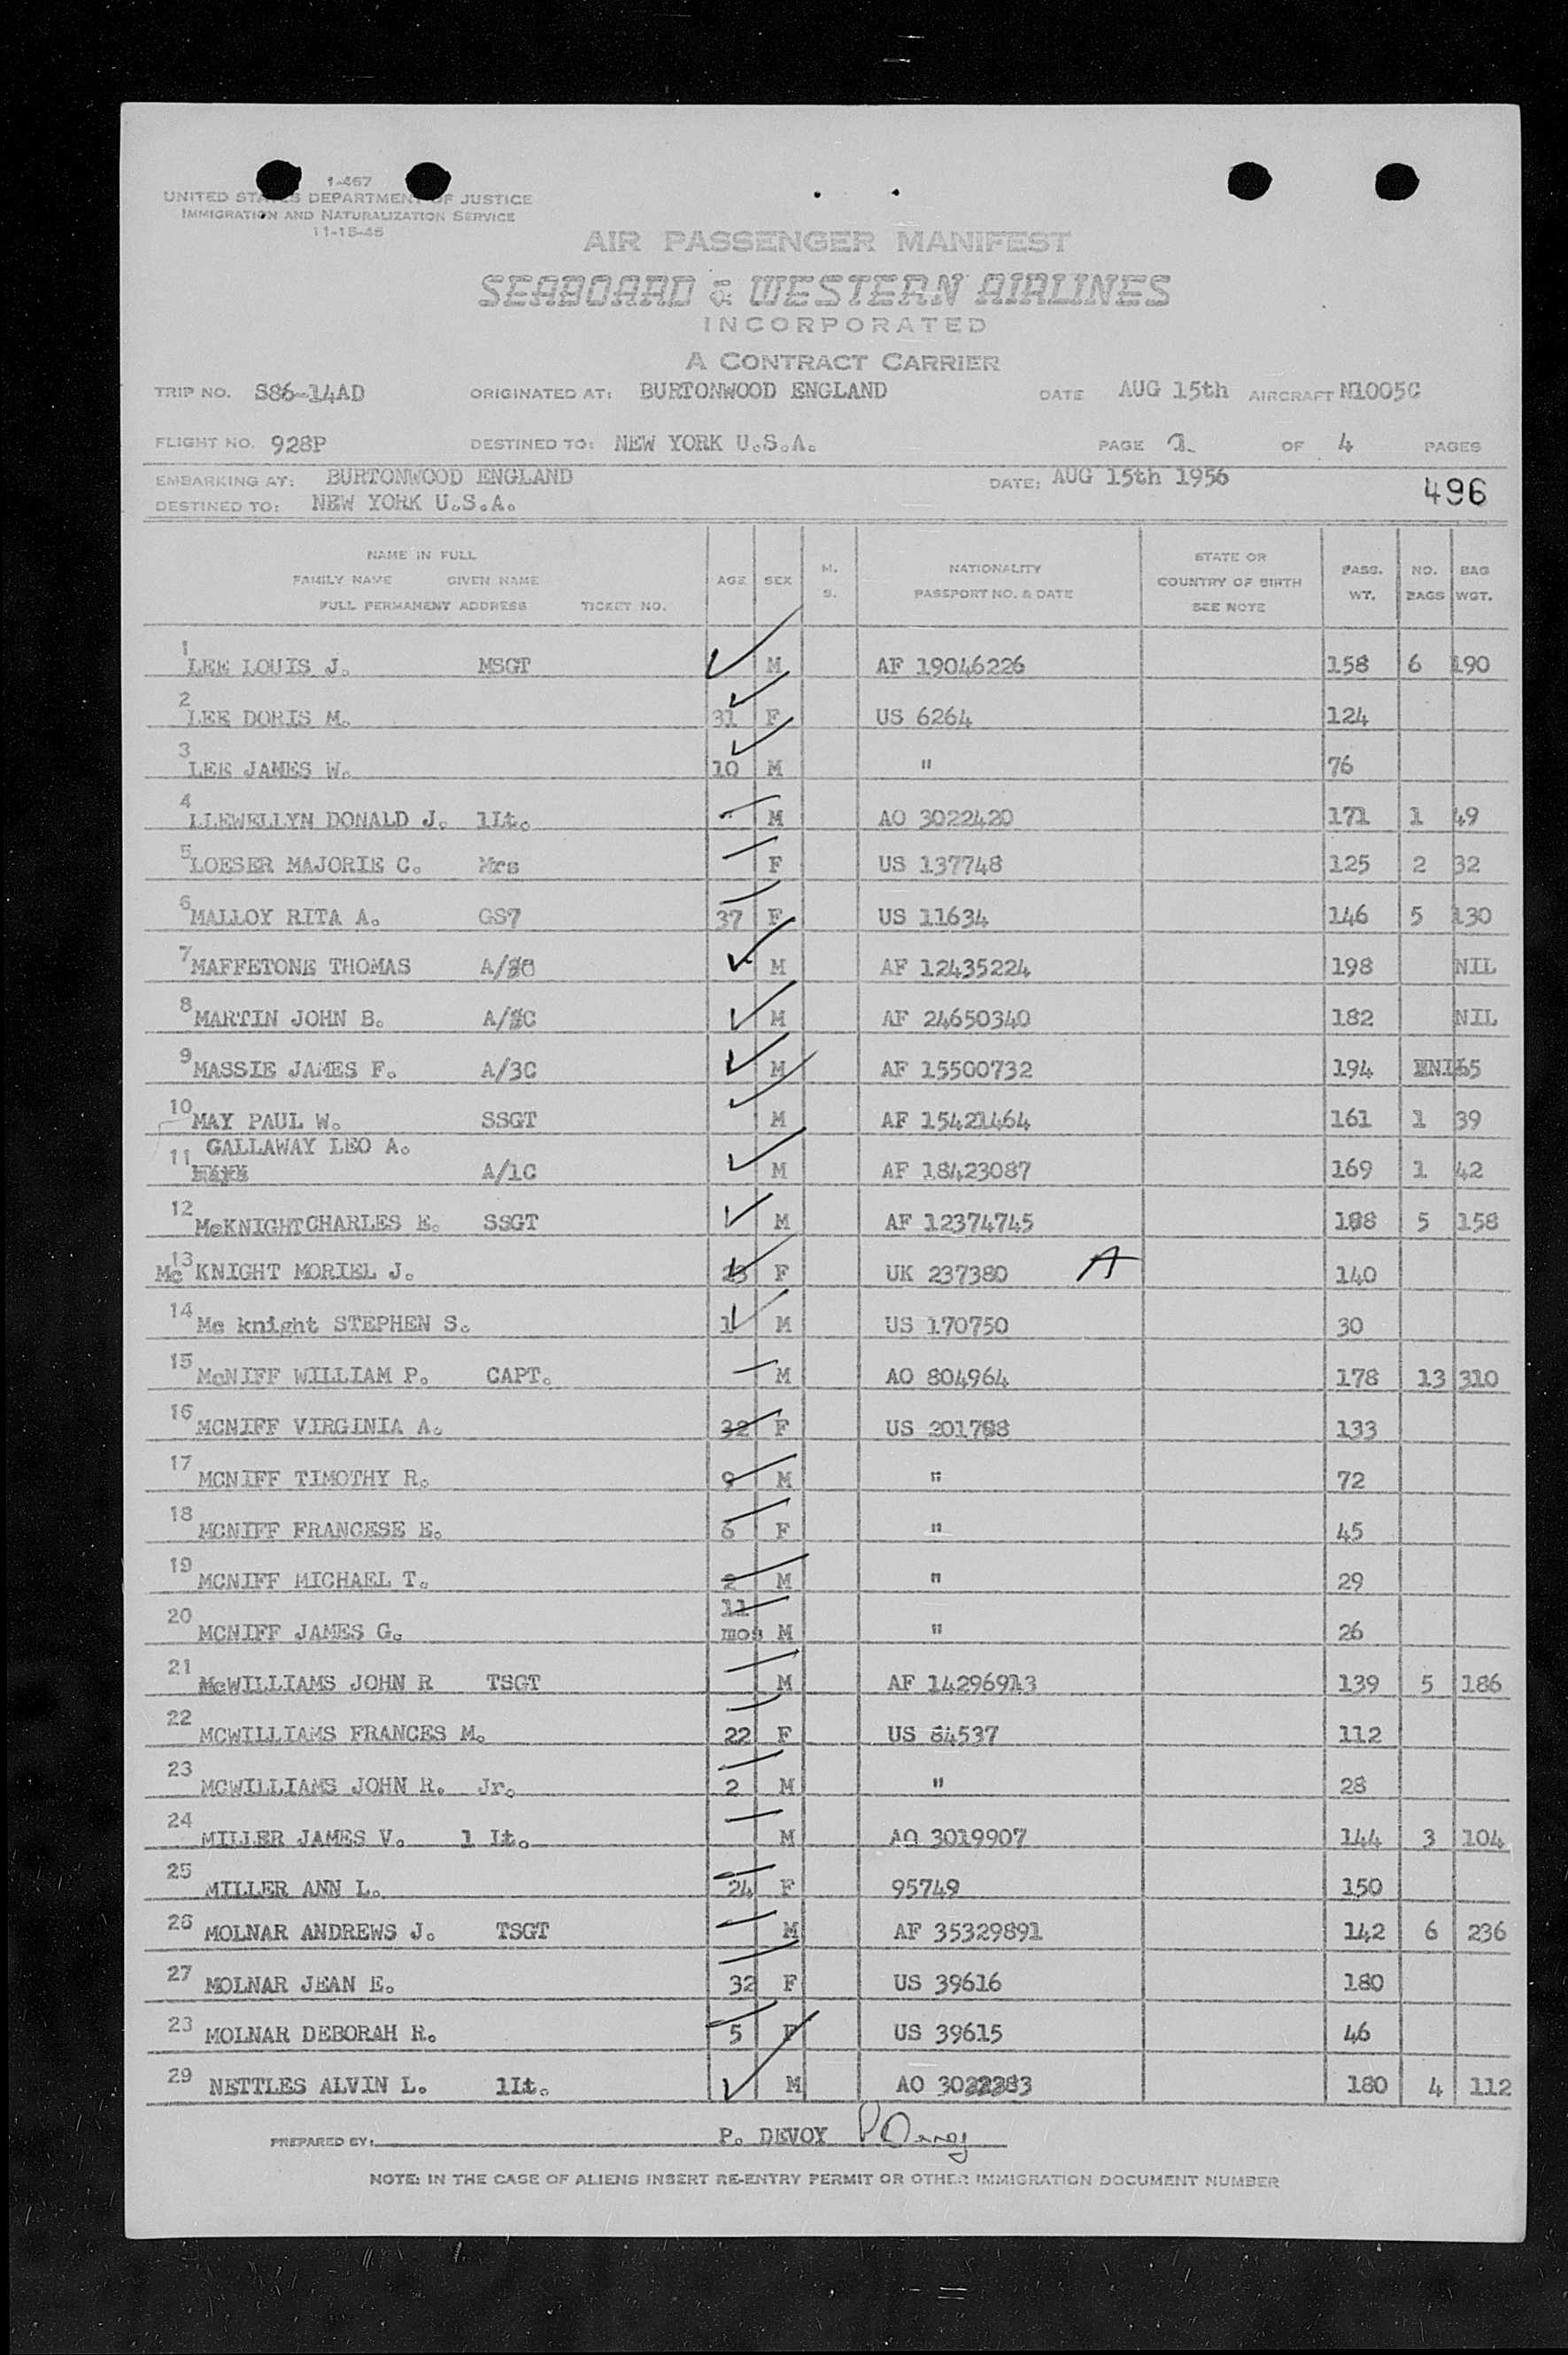 1-467
UNITED STATES DEPARTMENT OF JUSTICE
IMMIGRATION AND NATURALIZATION SERVICE
11-15-45
AIR PASSENGER MANIFEST
SEABOARD & WESTERN AIRLINES
INCORPORATED
A CONTRACT CARRIER
TRIP NO. S86-14AD ORIGINATED AT: BURTONWOOD ENGLAND DATE AUG 15th AIRCRAFT N1005C
FLIGHT NO. 928P DESTINED TO: NEW YORK U.S.A. PAGE 1 OF 4 PAGES
EMBARKING AT: BURTONWOOD ENGLAND DATE: AUG 15th 1956 496
DESTINED TO: NEW YORK U.S.A.
NAME IN FULL
FAMILY NAME GIVEN NAME
FULL PERMANENT ADDRESS TICKET NO. AGE SEX M. S. NATIONALITY PASSPORT NO. & DATE STATE OR COUNTRY OF BIRTH SEE NOTE PASS. WT. NO. BAGS BAG WGT.
1 LEE LOUIS J. MSGT M AF 19046226 158 6 190
2 LEE DORIS M. 31 F US 6264 124
3 LEE JAMES W. 10 M " 76
4 LLEWELLYN DONALD J. 1Lt. M AO 3022420 171 1 49
5 LOESER MAJORIE C. Mrs F US 137748 125 2 32
6 MALLOY RITA A. GS7 37 F US 11634 146 5 130
7 MAFFETONE THOMAS M AF 12435224 198 NIL
8 MARTIN JOHN B. M AF 24650340 182 NIL
9 MASSIE JAMES F. A/3C M AF 15500732 194
10 MAY PAUL W. SSGT M AF 15421464 161 1 39
GALLAWAY LEO A.
11 A/1C M AF 18423087 169 1 42
12 McKNIGHTCHARLES E. SSGT M AF 12374745 188 5 158
13 Mc KNIGHT MORIEL J. 23 F UK 237380 A 140
14 Mc knight STEPHEN S. 1 M US 170750 30
15 McNIFF WILLIAM P. CAPT. M AO 804964 178 13 310
16 MCNIFF VIRGINIA A. 32 F US 133
17 MCNIFF TIMOTHY R. 9 M " 72
18 MCNIFF FRANCESE E. 6 F " 45
19 MCNIFF MICHAEL T. 2 M " 29
20 MCNIFF JAMES G. 11 mos M " 26
21 McWILLIAMS JOHN R TSGT M AF 14296913 139 5 186
22 MCWILLIAMS FRANCES M. 22 F US 84537 112
23 MCWILLIAMS JOHN R. Jr. 2 M " 28
24 MILLER JAMES V. 1 Lt. M AO 3019907 144 3 104
25 MILLER ANN L. 24 F 95749 150
26 MOLNAR ANDREWS J. TSGT M AF 35329891 142 6 236
27 MOLNAR JEAN E. 32 F US 39616 180
28 MOLNAR DEBORAH R. 5 F US 39615 46
29 NETTLES ALVIN L. 1Lt. M AO 180 4 112
PREPARED BY: P. DEVOY P Devoy
NOTE: IN THE CASE OF ALIENS INSERT RE-ENTRY PERMIT OR OTHER IMMIGRATION DOCUMENT NUMBER